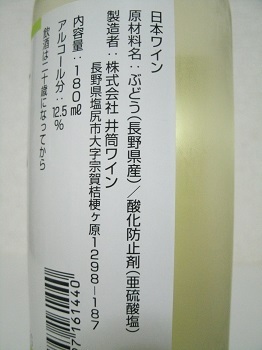 日本ワイン
原材料名：ぶどう（長野県産）／酸化防止剤（亜硫酸塩）
製造者：株式会社 井筒ワイン
長野県塩尻市大字宗賀桔梗ヶ原1298－187
内容量：180㎖
アルコール分：12.5%
飲酒は二十歳になってから
7 161440